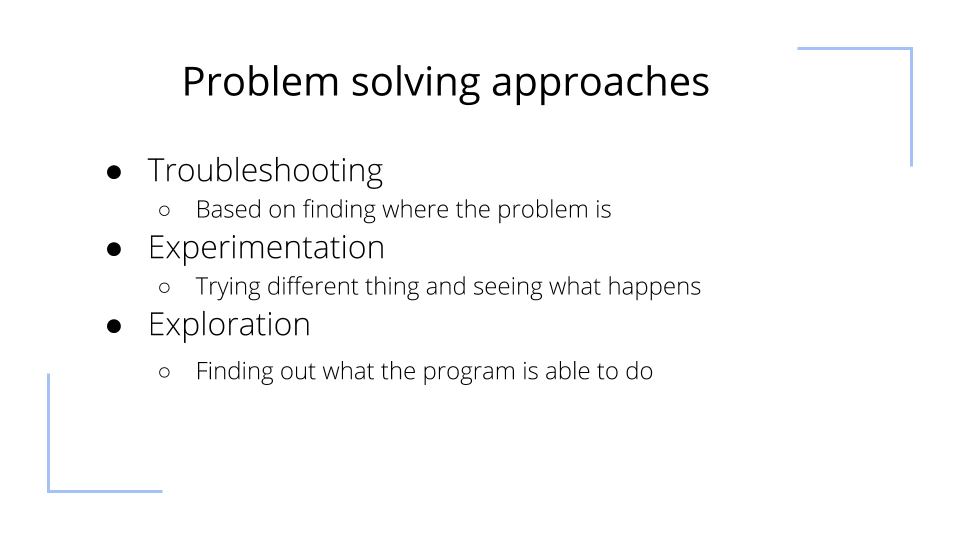 Problem solving approaches
● Troubleshooting
○ Based on finding where the problem is
● Experimentation
○ Trying different thing and seeing what happens
● Exploration
○ Finding out what the program is able to do